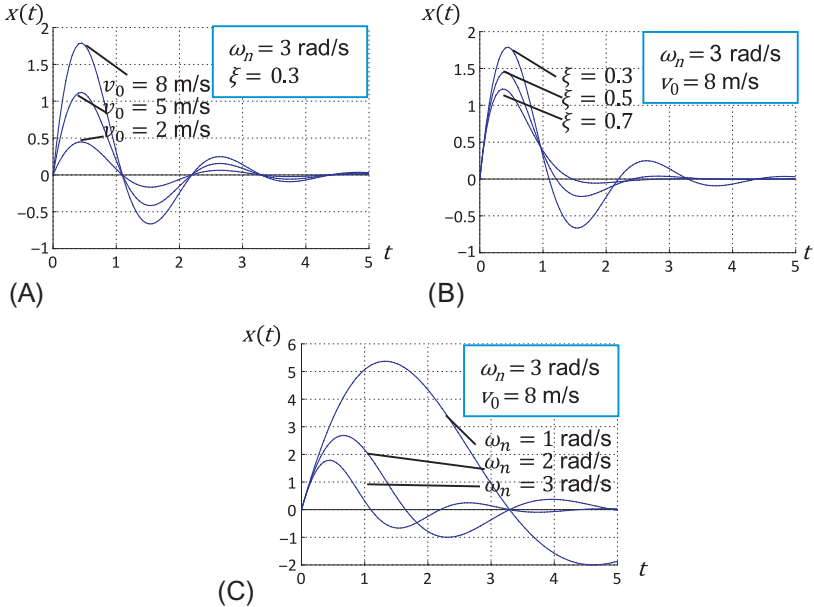 x(t)
2
1.5
1
0.5
0
−0.5
−1
0 1 2 3 4 5
t
ωn = 3 rad/s
ξ = 0.3
v0 = 8 m/s
v0 = 5 m/s
v0 = 2 m/s
(A)
x(t)
2
1.5
1
0.5
0
−0.5
−1
0 1 2 3 4 5
t
ωn = 3 rad/s
v0 = 8 m/s
ξ = 0.3
ξ = 0.5
ξ = 0.7
(B)
x(t)
6
5
4
3
2
1
0
−1
−2
0 1 2 3 4 5
t
ωn = 3 rad/s
v0 = 8 m/s
ωn = 1 rad/s
ωn = 2 rad/s
ωn = 3 rad/s
(C)